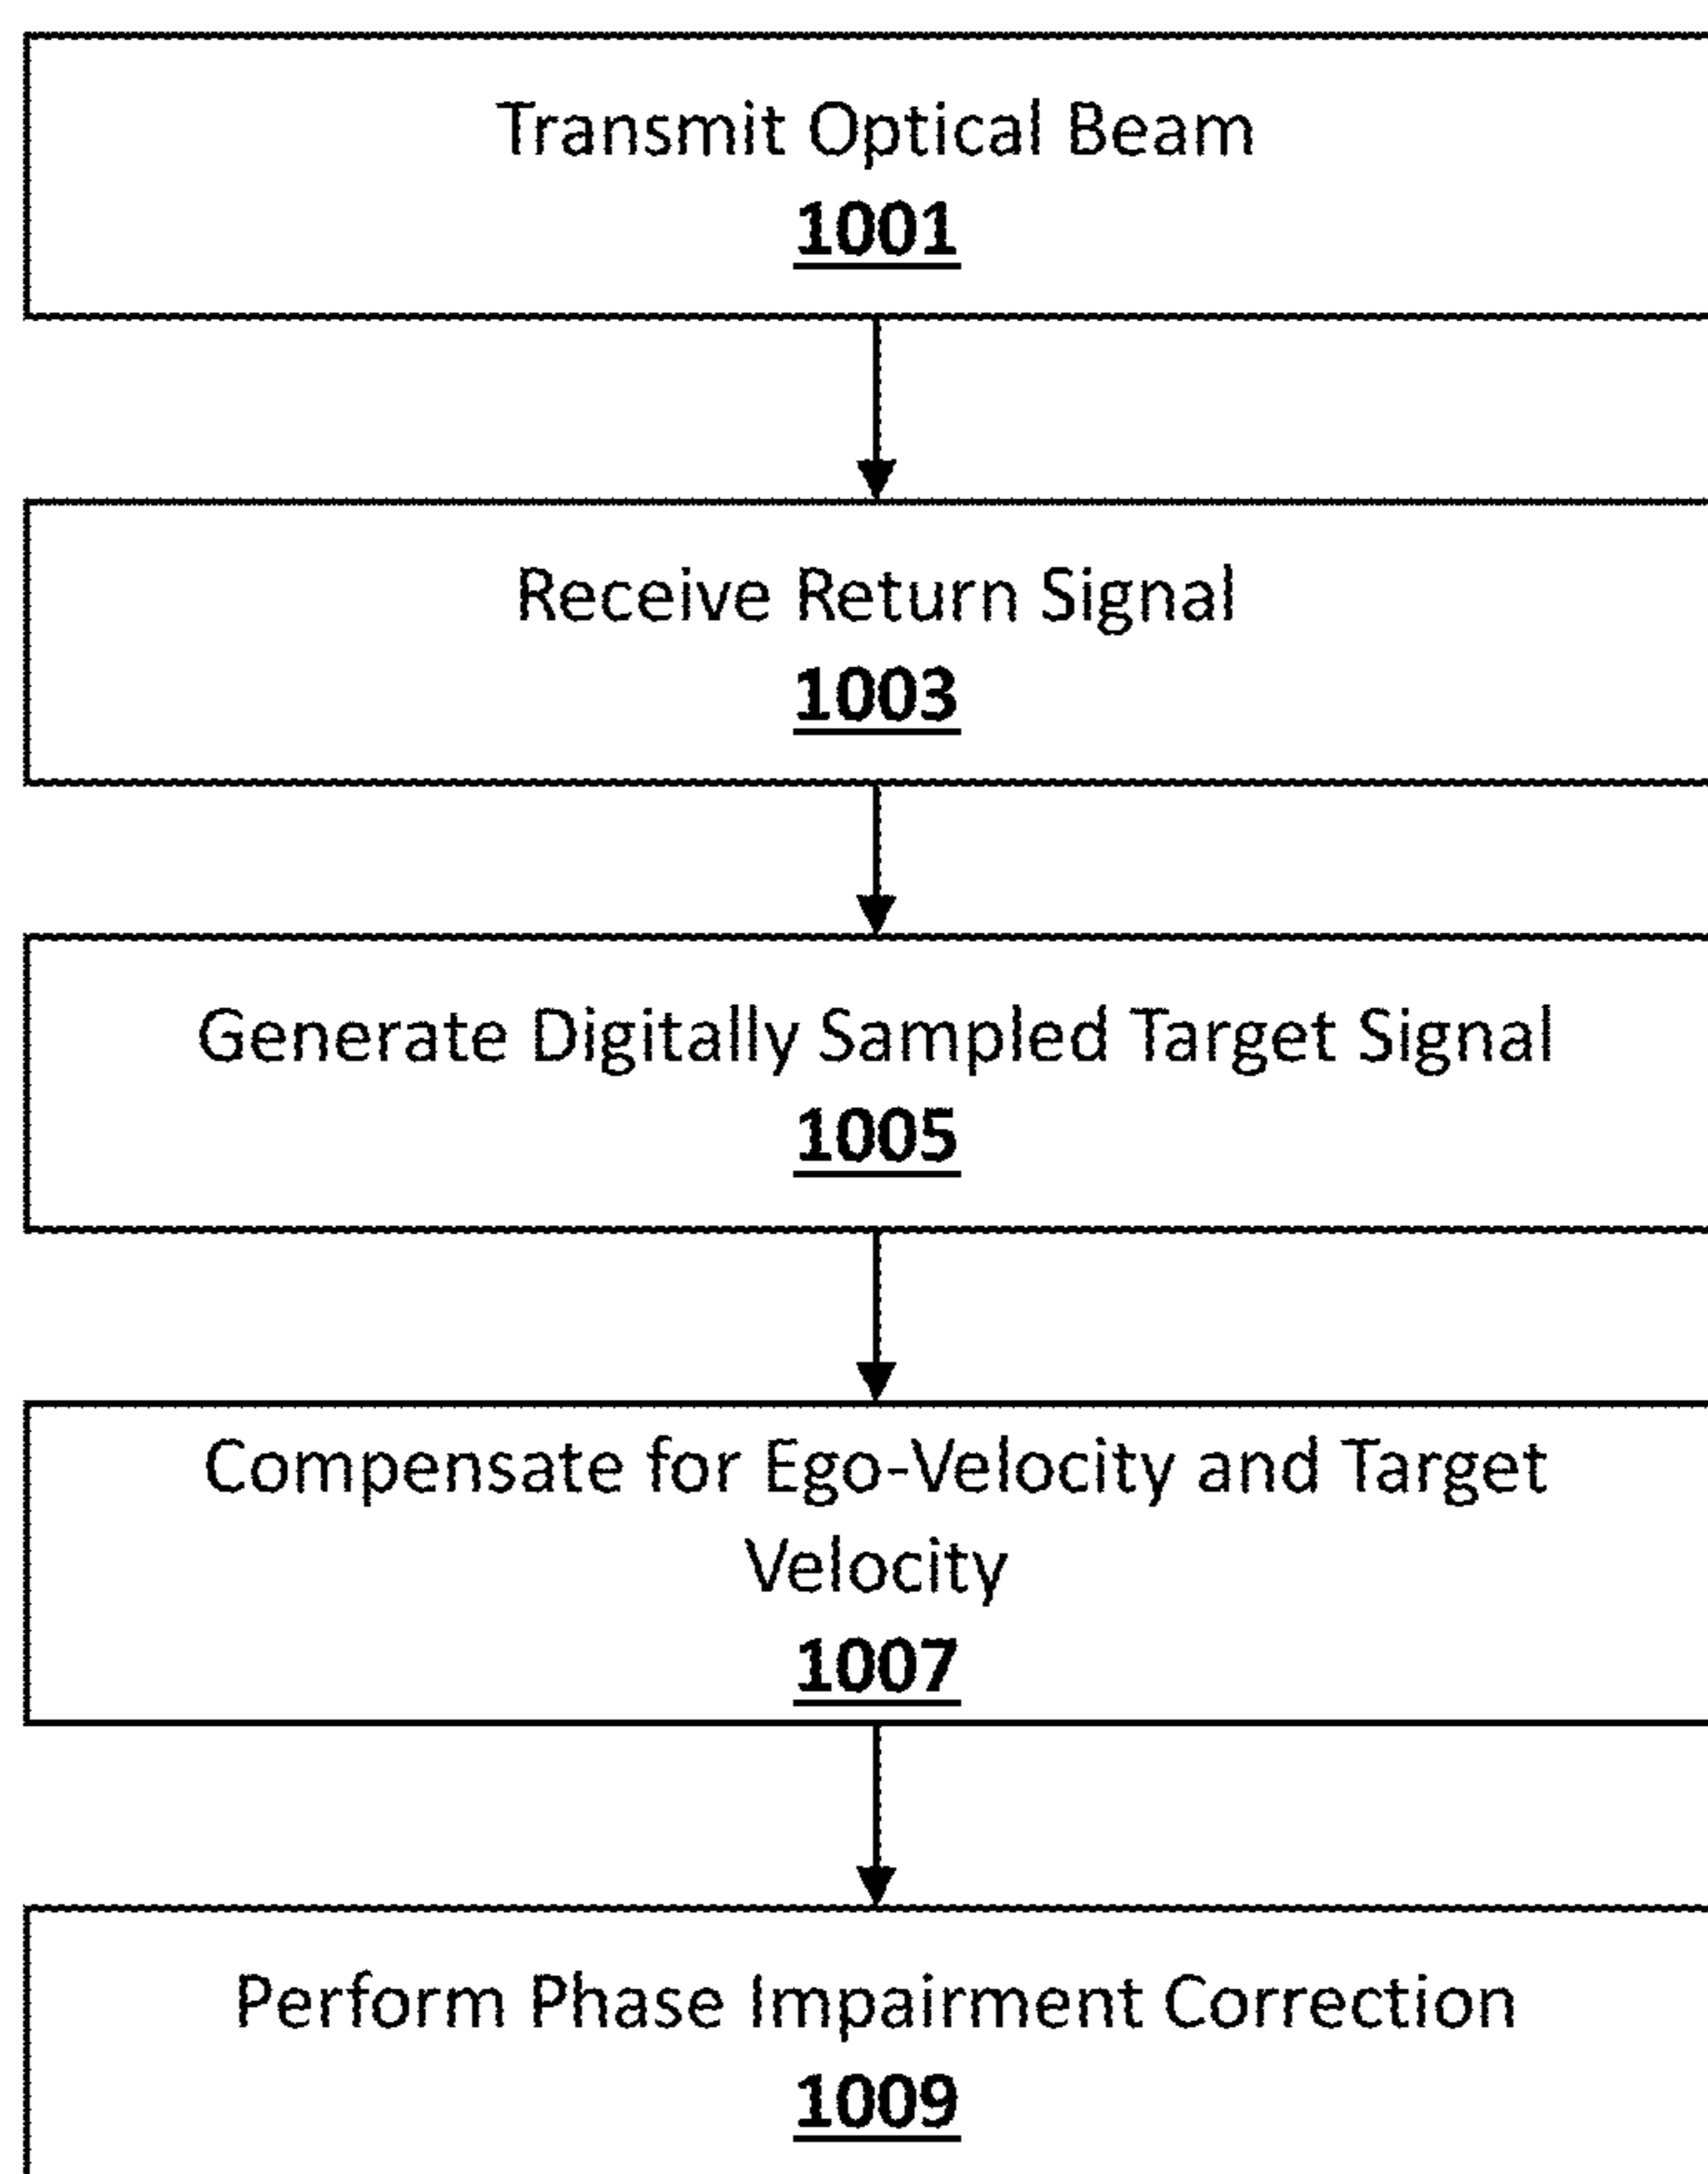 Transmit Optical Beam
1001
Receive Return Signal
1003
Generate Digitally Sampled Target Signal
1005
Compensate for Ego-Velocity and Target
Velocity
1007
Perform Phase Impairment Correction
1009